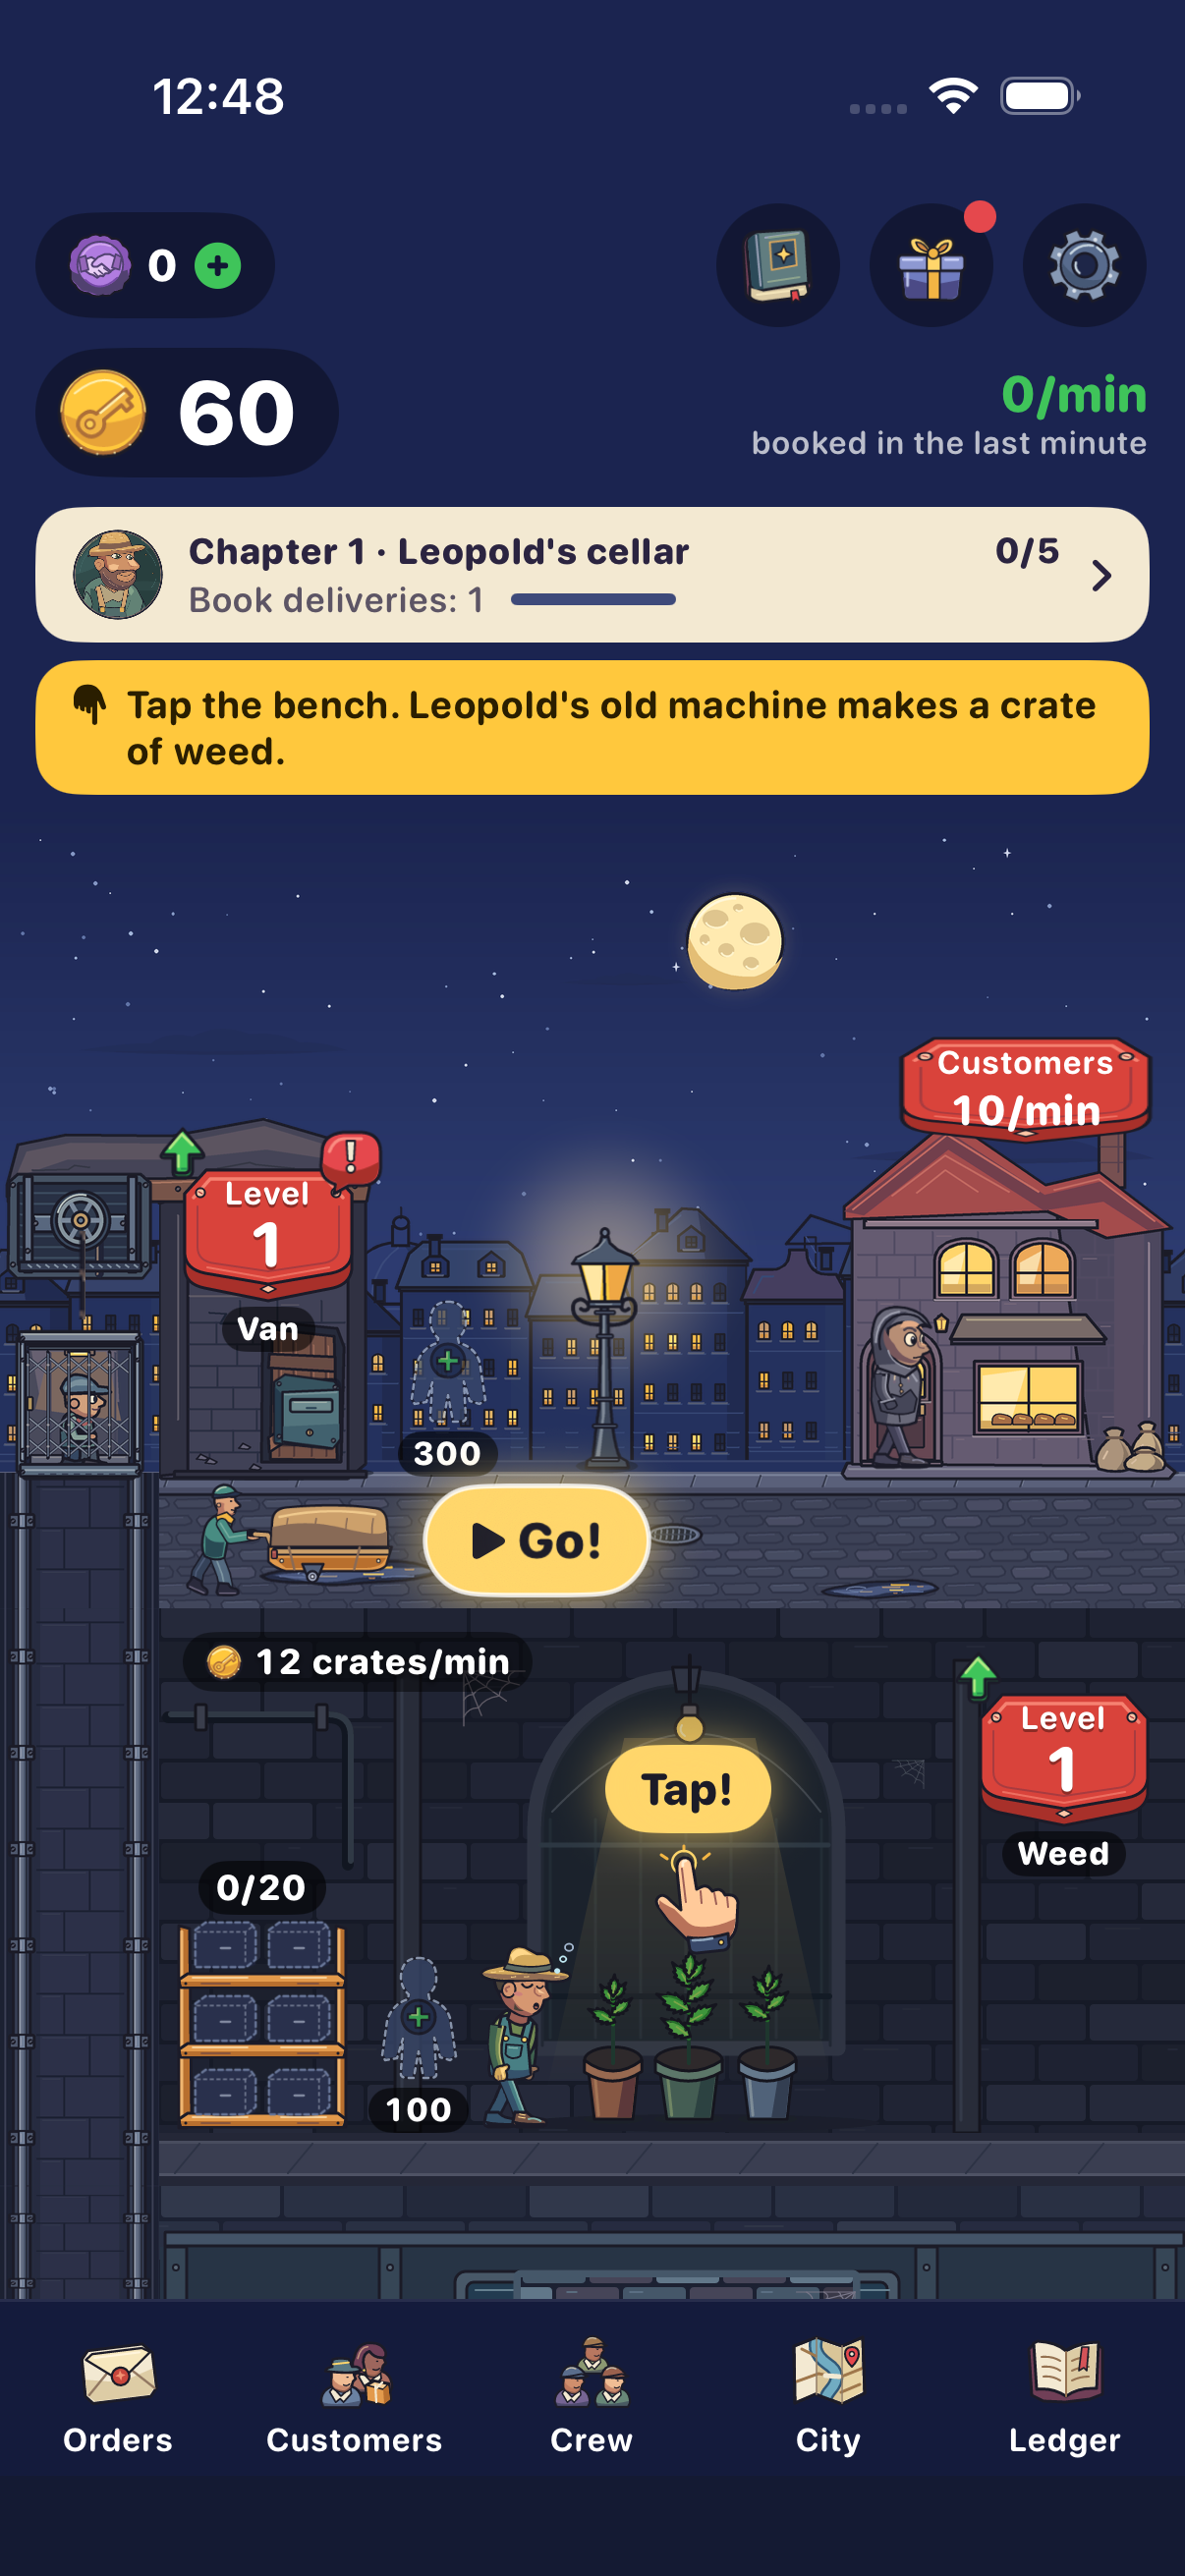 12:48
0
60
0/min
booked in the last minute
Chapter 1 · Leopold's cellar
0/5
Book deliveries: 1
Tap the bench. Leopold's old machine makes a crate
of weed.
Customers
10/min
Level
1
Van
300
Go!
12 crates/min
Tap!
Level
1
Weed
0/20
100
Orders
Customers
Crew
City
Ledger